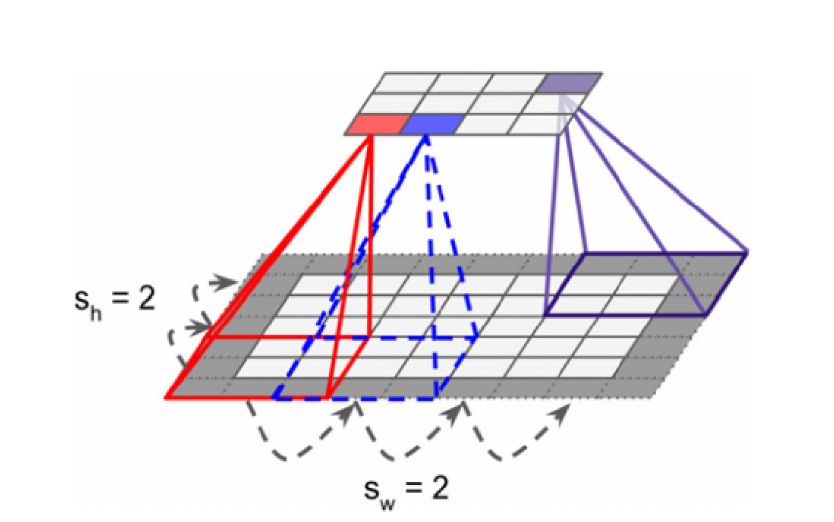 s_h = 2
s_w = 2